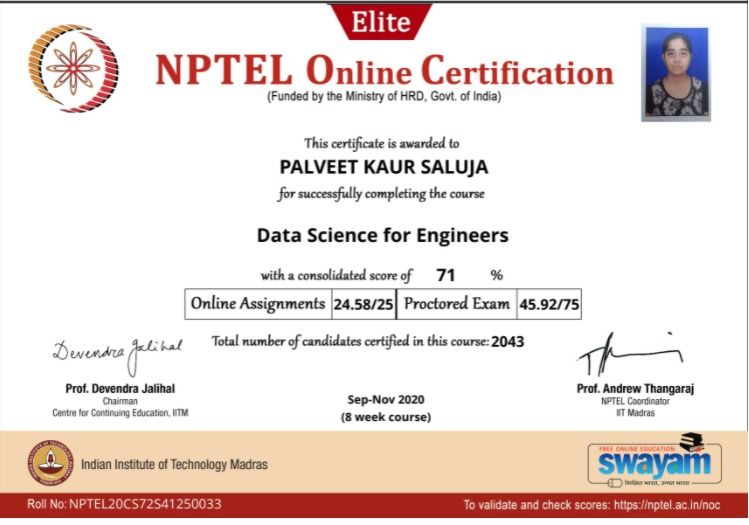 Elite
NPTEL Online Certification
(Funded by the Ministry of HRD, Govt. of India)
This certificate is awarded to
PALVEET KAUR SALUJA
for successfully completing the course
Data Science for Engineers
with a consolidated score of 71 %
Online Assignments 24.58/25 Proctored Exam 45.92/75
Total number of candidates certified in this course: 2043
Devendra Jalihal
Prof. Devendra Jalihal
Chairman
Centre for Continuing Education, IITM
Sep-Nov 2020
(8 week course)
Prof. Andrew Thangaraj
NPTEL Coordinator
IIT Madras
Indian Institute of Technology Madras
FREE ONLINE EDUCATION
swayam
शिक्षित भारत, उन्नत भारत
Roll No: NPTEL20CS72S41250033
To validate and check scores: https://nptel.ac.in/noc